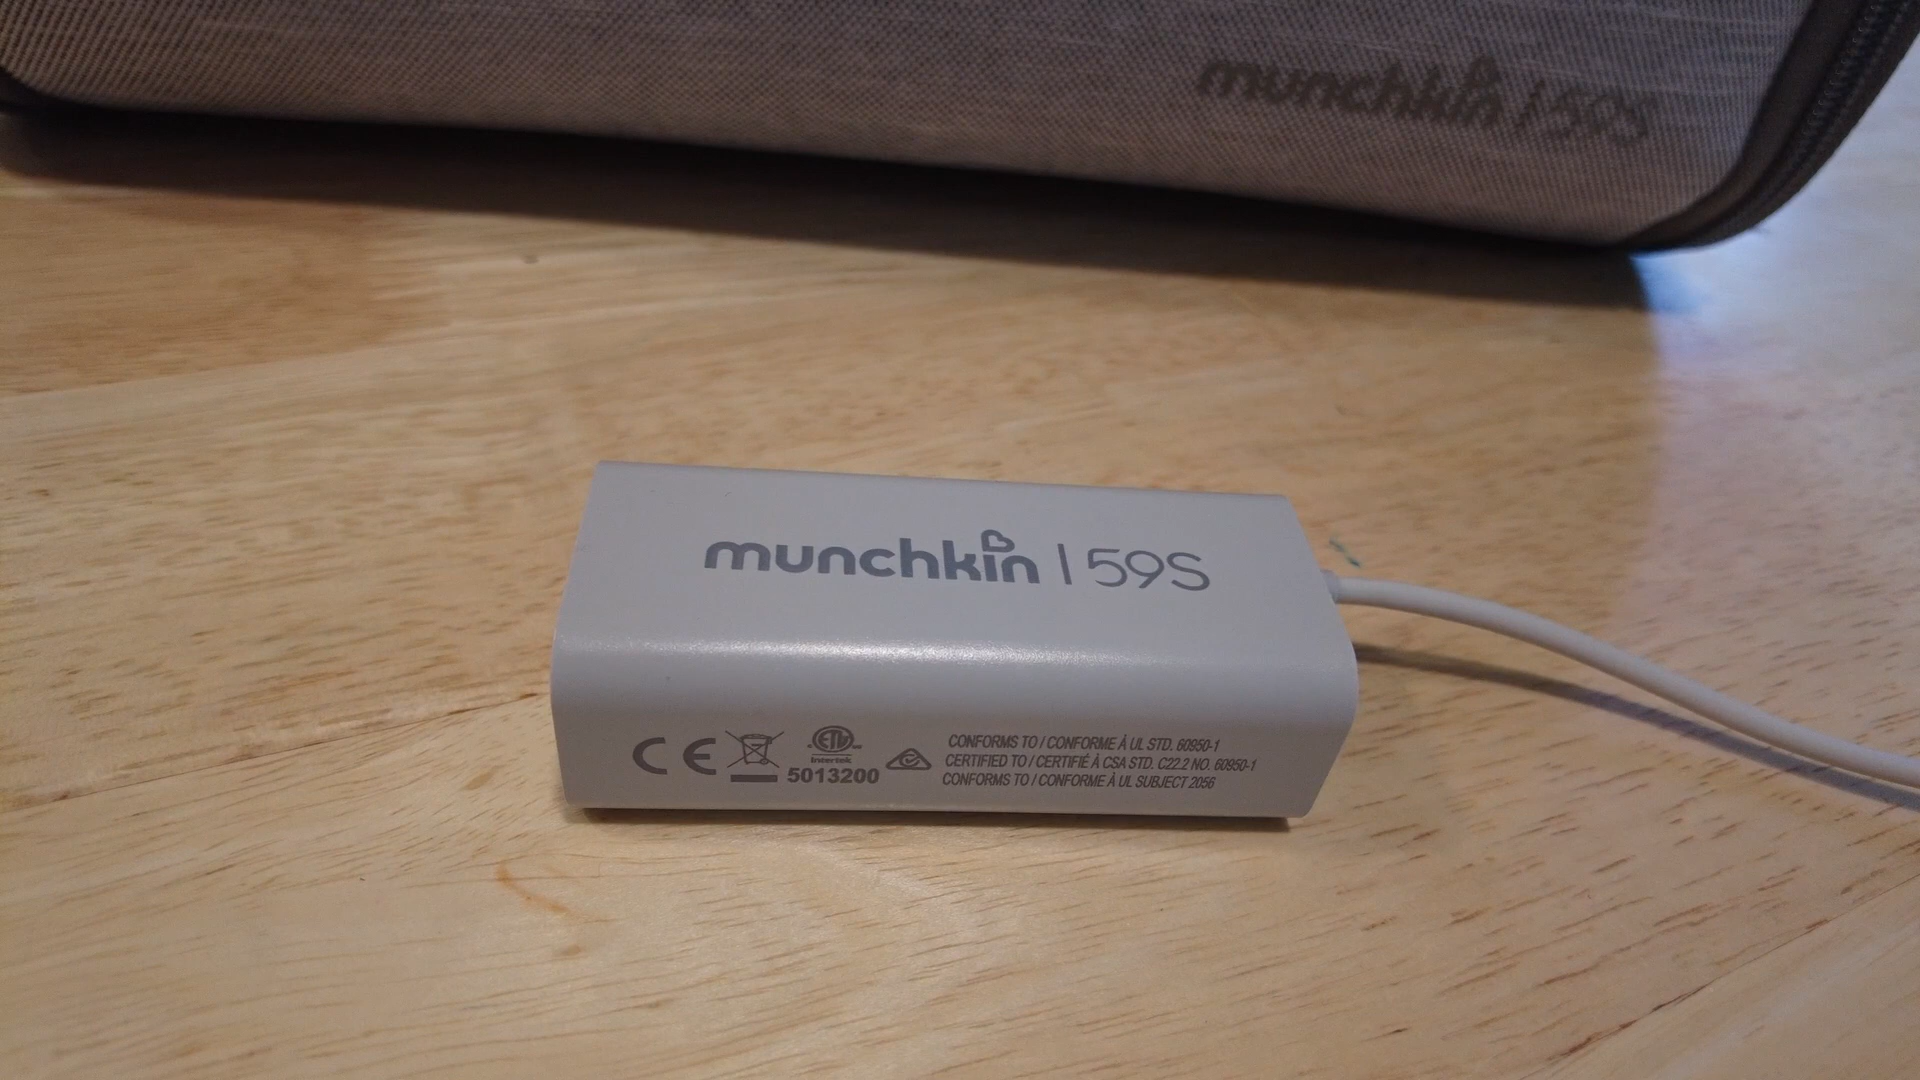 munchkin | 59S
munchkin | 59S
CE
ETL
Intertek
5013200
CONFORMS TO / CONFORME À UL STD. 60950-1
CERTIFIED TO / CERTIFIÉ À CSA STD. C22.2 NO. 60950-1
CONFORMS TO / CONFORME À UL SUBJECT 2056